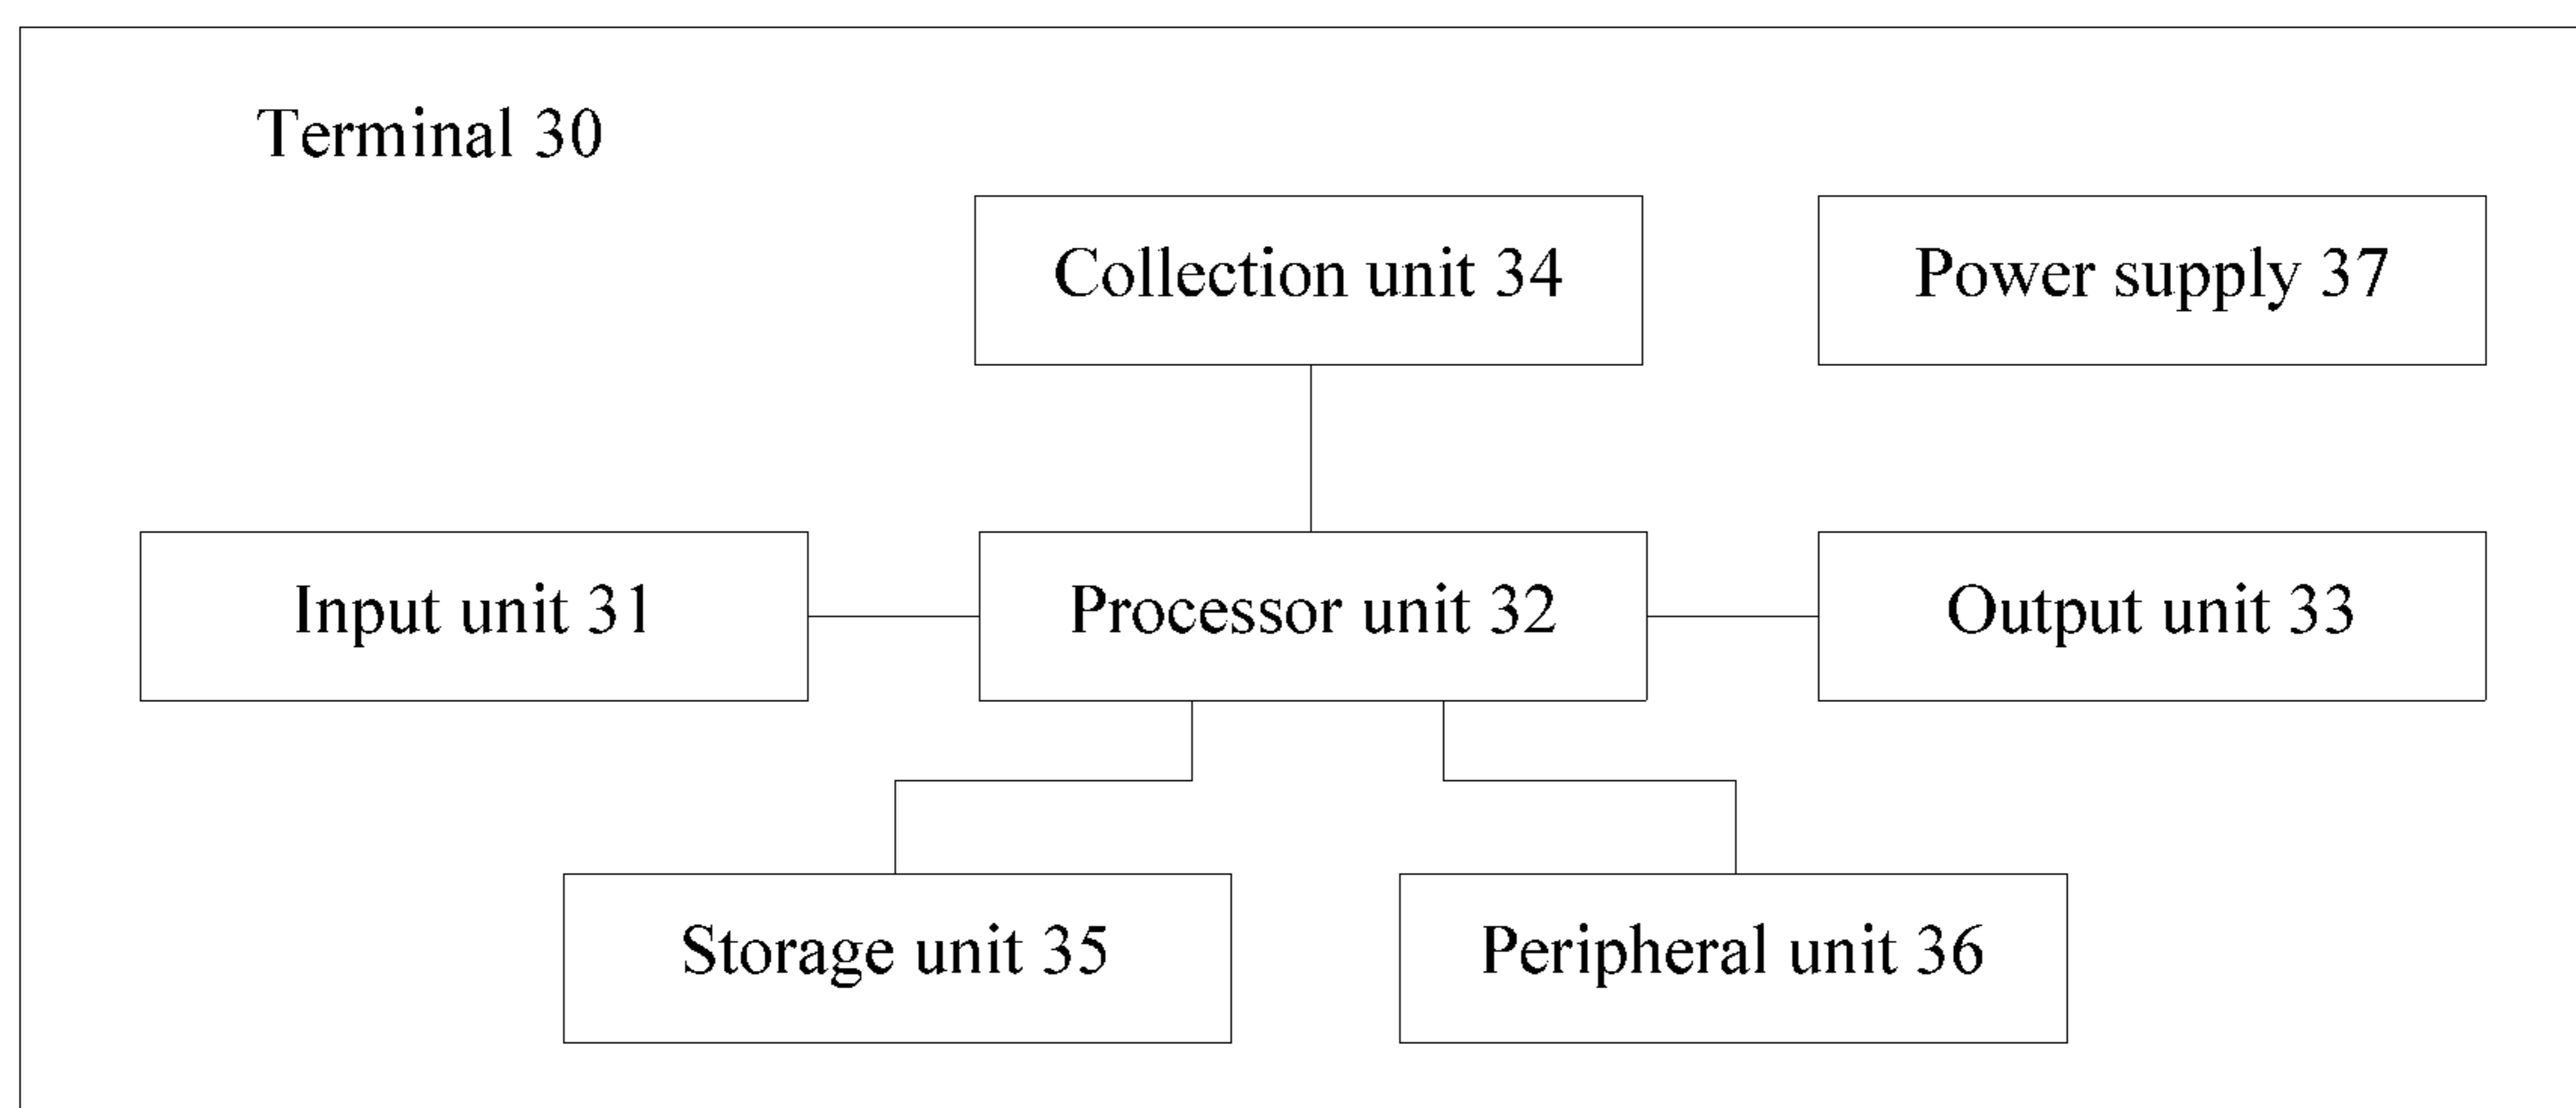 Terminal 30
Collection unit 34
Power supply 37
Input unit 31
Processor unit 32
Output unit 33
Storage unit 35
Peripheral unit 36